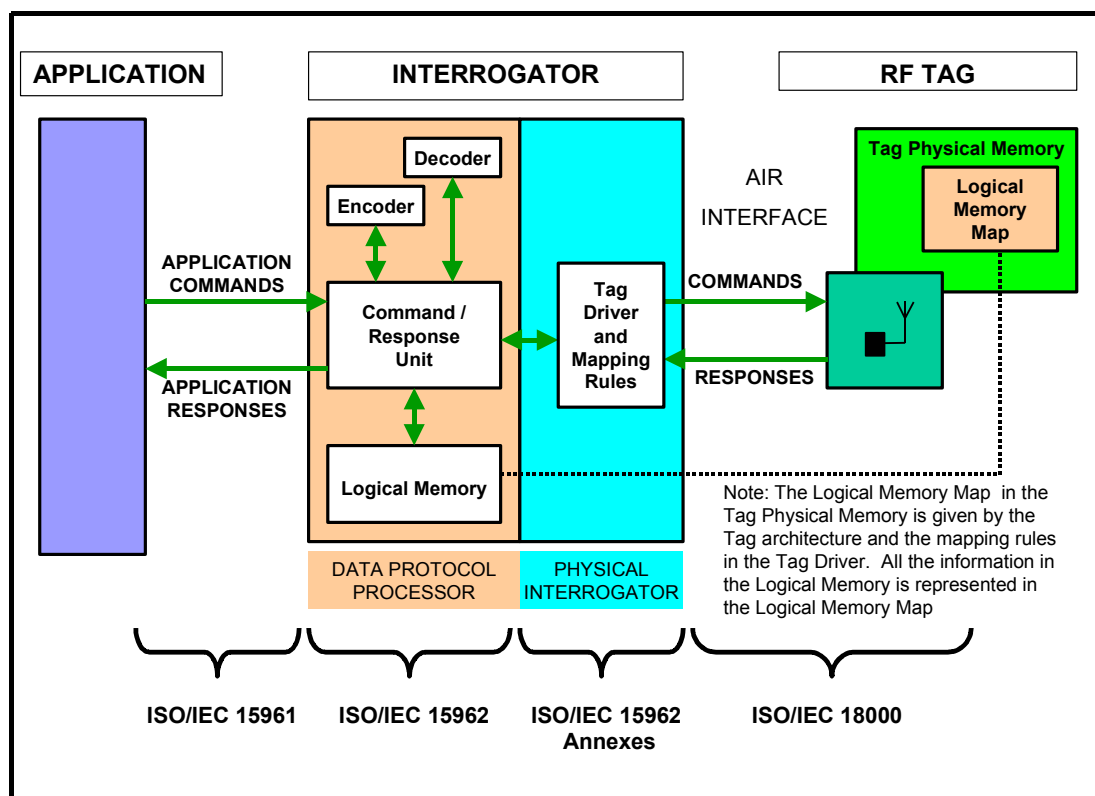 APPLICATION
INTERROGATOR
RF TAG
Decoder
Encoder
APPLICATION
COMMANDS
Command /
Response
Unit
APPLICATION
RESPONSES
Logical Memory
Tag
Driver
and
Mapping
Rules
AIR
INTERFACE
COMMANDS
RESPONSES
Tag Physical Memory
Logical
Memory
Map
Note: The Logical Memory Map in the
Tag Physical Memory is given by the
Tag architecture and the mapping rules
in the Tag Driver. All the information in
the Logical Memory is represented in
the Logical Memory Map
DATA PROTOCOL
PROCESSOR
PHYSICAL
INTERROGATOR
ISO/IEC 15961
ISO/IEC 15962
ISO/IEC 15962
Annexes
ISO/IEC 18000